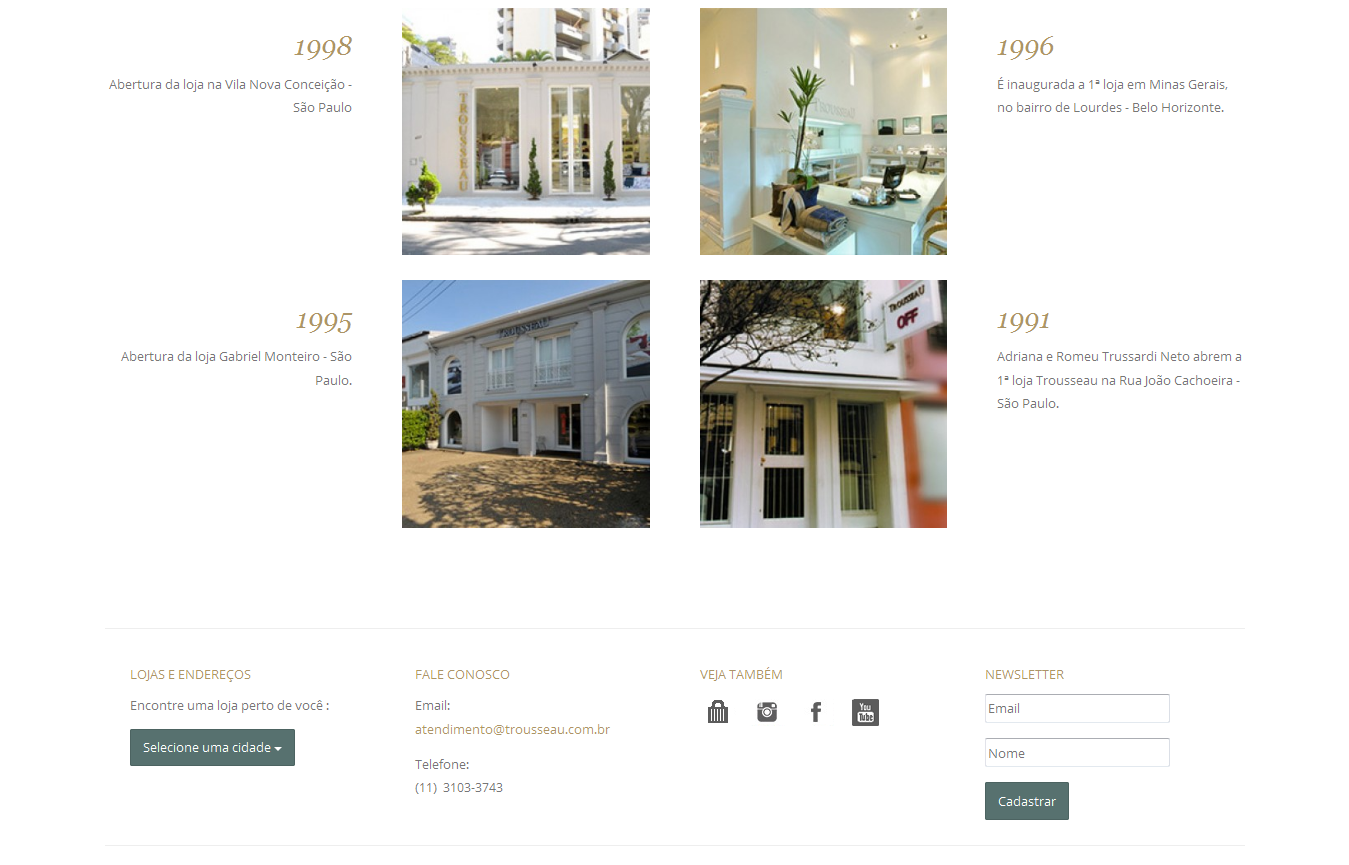 1998
Abertura da loja na Vila Nova Conceição -
São Paulo
TROUSSEAU
TROUSSEAU
1996
É inaugurada a 1ª loja em Minas Gerais,
no bairro de Lourdes - Belo Horizonte.
1995
Abertura da loja Gabriel Monteiro - São
Paulo.
TROUSSEAU
TROUSSEAU
OFF
1991
Adriana e Romeu Trussardi Neto abrem a
1ª loja Trousseau na Rua João Cachoeira -
São Paulo.
LOJAS E ENDEREÇOS
Encontre uma loja perto de você :
Selecione uma cidade
FALE CONOSCO
Email:
atendimento@trousseau.com.br
Telefone:
(11) 3103-3743
VEJA TAMBÉM
You
Tube
NEWSLETTER
Email
Nome
Cadastrar